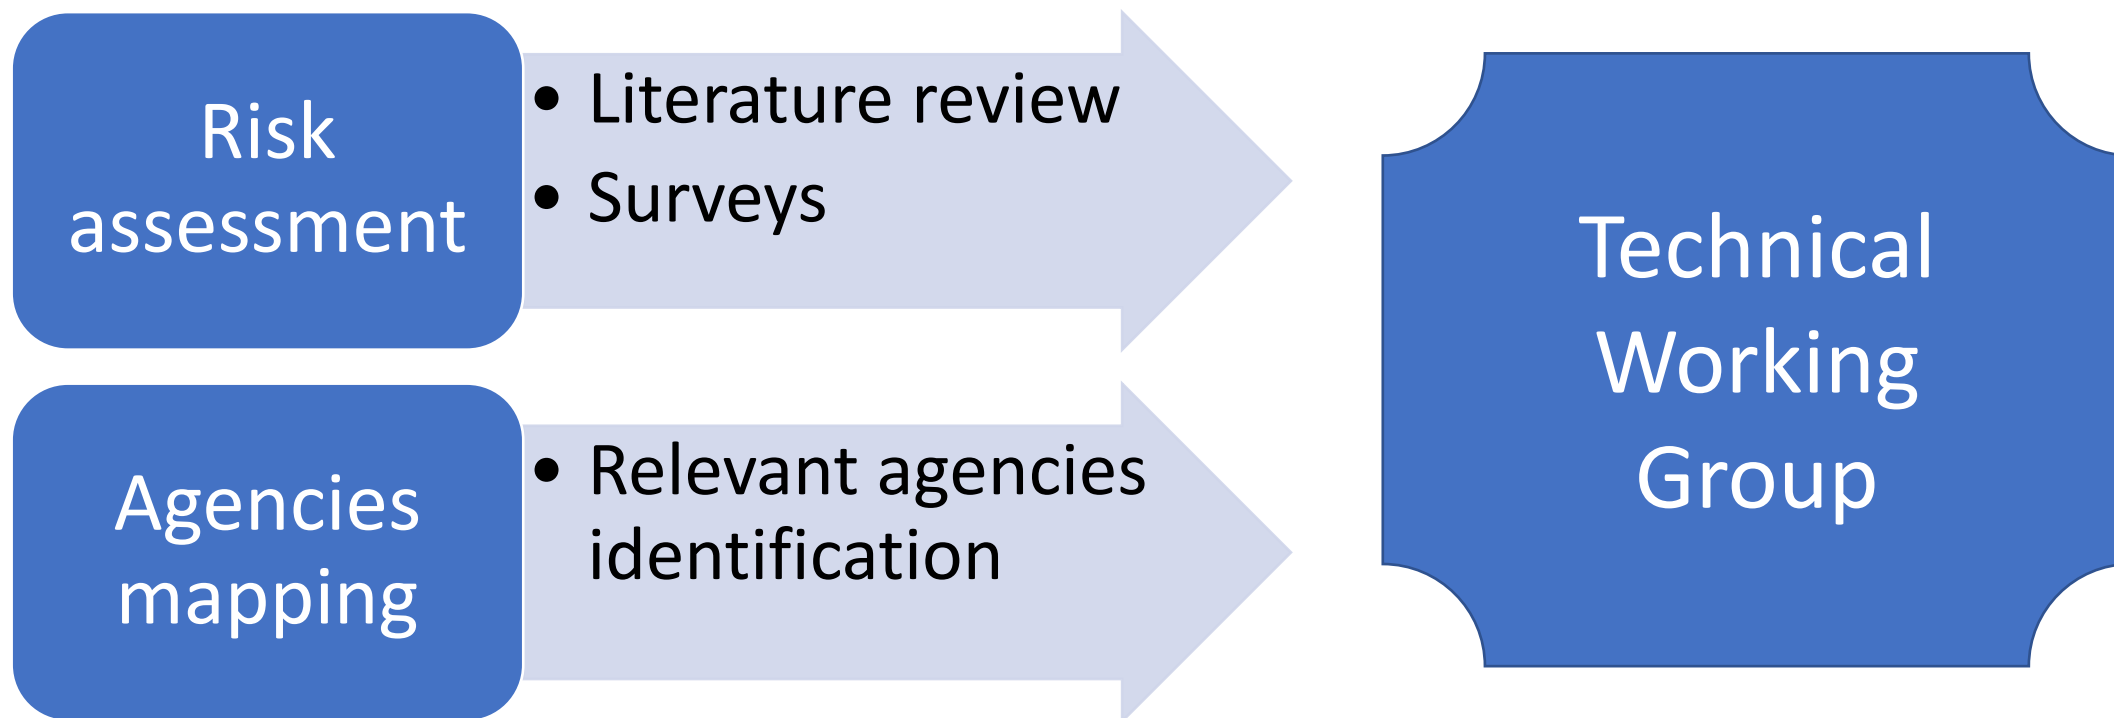 Risk
assessment
• Literature review
• Surveys
Agencies
mapping
• Relevant agencies
identification
Technical
Working
Group